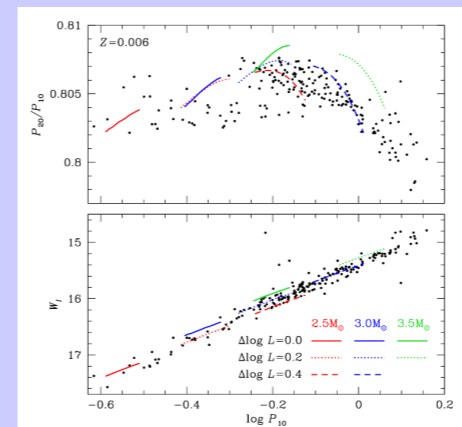 0.81
Z=0.006
P₂₀/P₁₀
0.805
0.8
15
W_I
16
2.5M☉ 3.0M☉ 3.5M☉
Δlog L=0.0
Δlog L=0.2
17
Δlog L=0.4
−0.6 −0.4 −0.2 0 0.2
log P₁₀